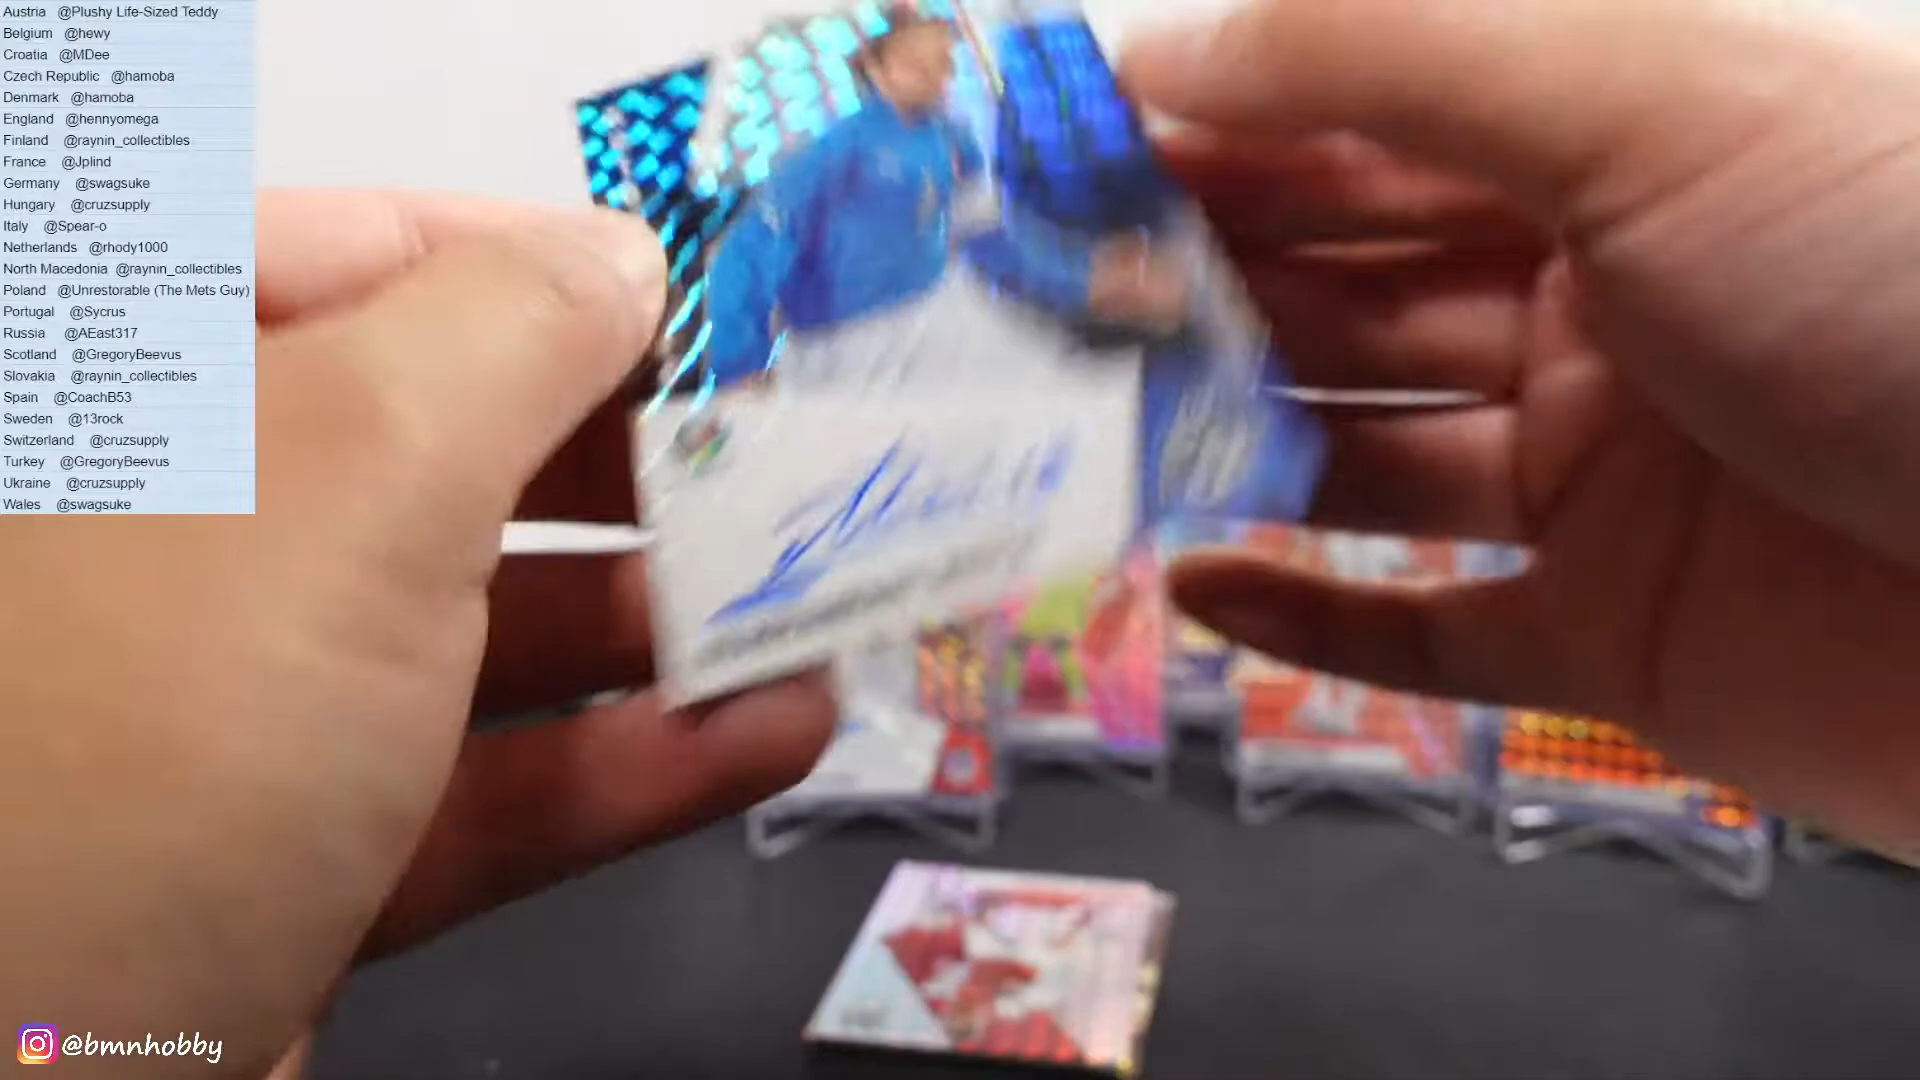 Austria @Plushy Life-Sized Teddy
Belgium @hewy
Croatia @MDee
Czech Republic @hamoba
Denmark @hamoba
England @hennyomega
Finland @raynin_collectibles
France @Jplind
Germany @swagsuke
Hungary @cruzsupply
Italy @Spear-o
Netherlands @rhody1000
North Macedonia @raynin_collectibles
Poland @Unrestorable (The Mets Guy)
Portugal @Sycrus
Russia @AEast317
Scotland @GregoryBeevus
Slovakia @raynin_collectibles
Spain @CoachB53
Sweden @13rock
Switzerland @cruzsupply
Turkey @GregoryBeevus
Ukraine @cruzsupply
Wales @swagsuke
@bmnhobby